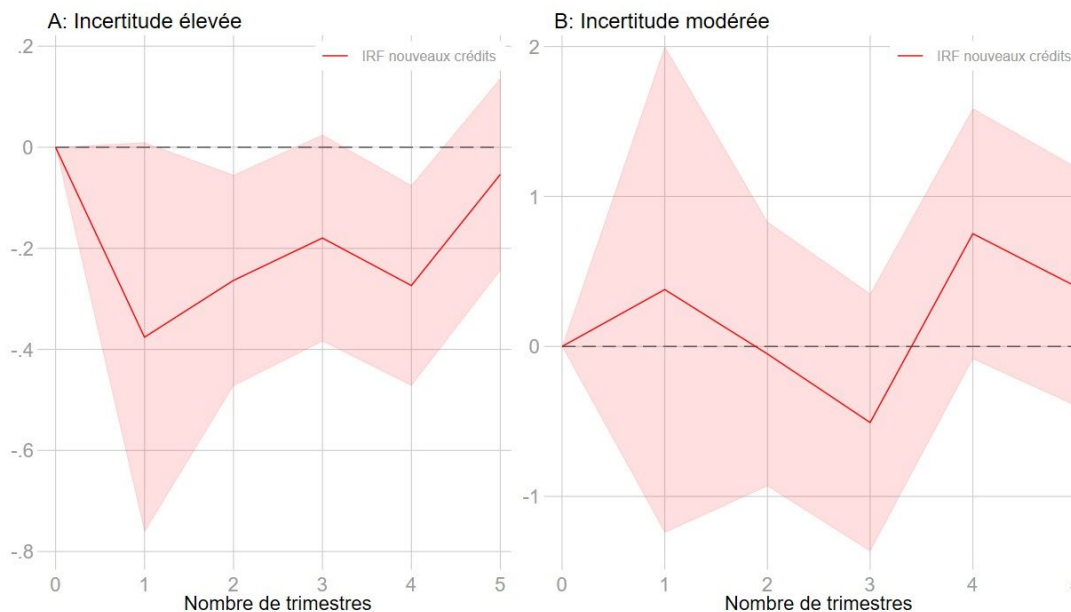 A: Incertitude élevée
IRF nouveaux crédits
.2
0
-.2
-.4
-.6
-.8
0 1 2 3 4 5
Nombre de trimestres
B: Incertitude modérée
IRF nouveaux crédits
2
1
0
-1
0 1 2 3 4
Nombre de trimestres